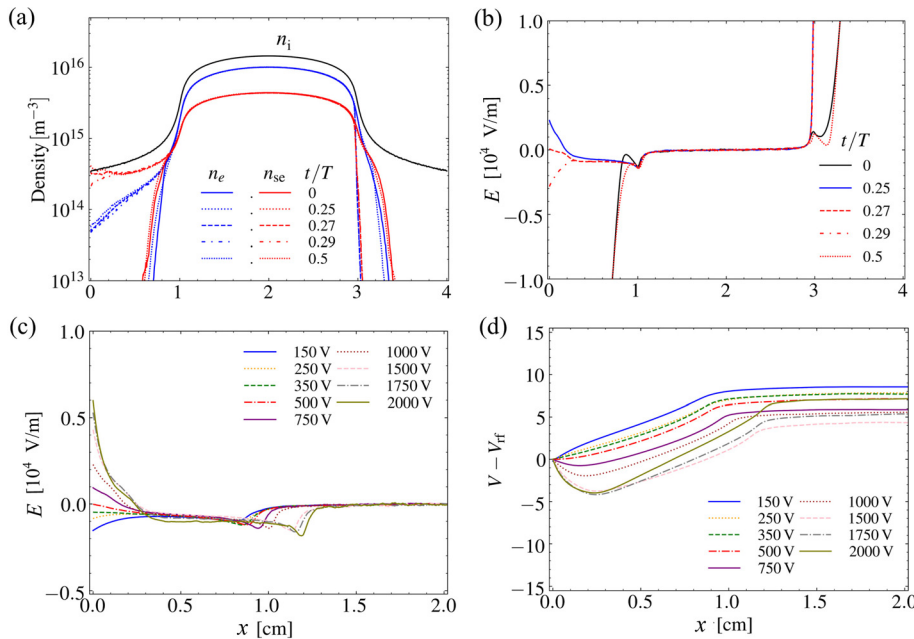 (a)
n_i
10^16
10^15
10^14
10^13
Density [m^−3]
n_e n_se t/T
0
0.25
0.27
0.29
0.5
0 1 2 3 4
(b)
1.0
0.5
0.0
−0.5
−1.0
E [10^4 V/m]
t/T
0
0.25
0.27
0.29
0.5
0 1 2 3 4
(c)
1.0
0.5
0.0
−0.5
E [10^4 V/m]
150 V 1000 V
250 V 1500 V
350 V 1750 V
500 V 2000 V
750 V
0.0 0.5 1.0 1.5 2.0
x [cm]
(d)
15
10
5
0
−5
−10
−15
V − V_rf
150 V 1000 V
250 V 1500 V
350 V 1750 V
500 V 2000 V
750 V
0.0 0.5 1.0 1.5 2.0
x [cm]